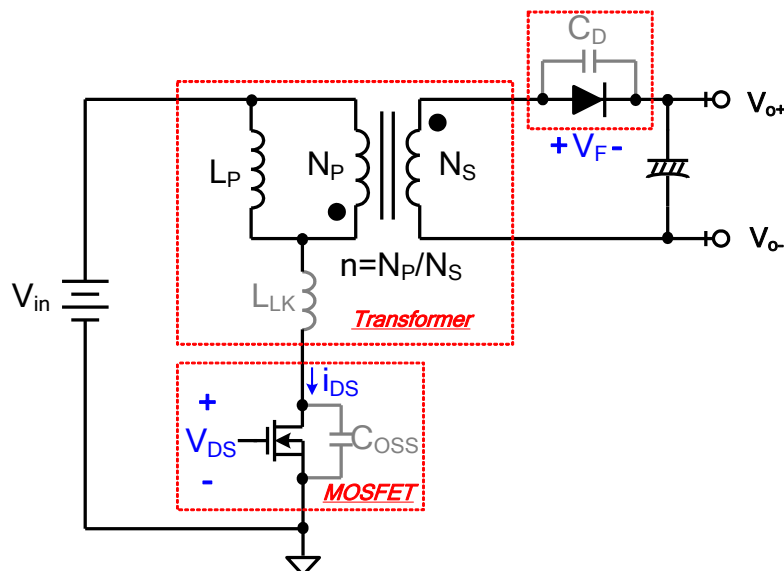 C_D
V_o+
+ V_F -
L_P
N_P
N_S
V_o-
n=N_P/N_S
V_in
L_LK
Transformer
i_DS
+
V_DS
C_OSS
-
MOSFET